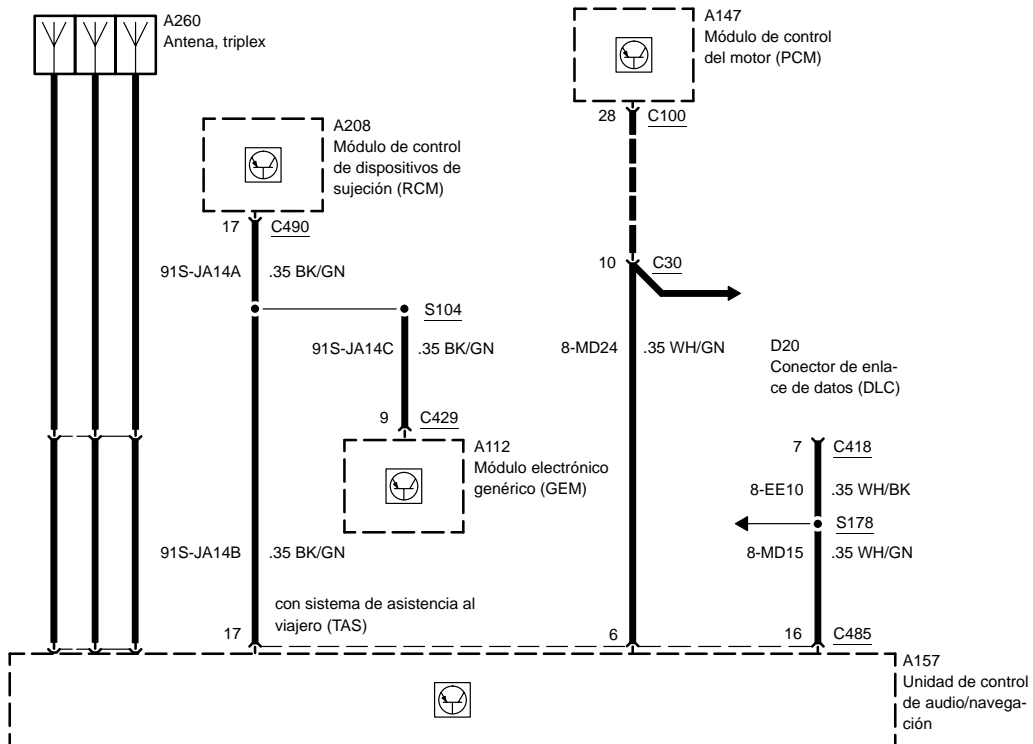 A260
Antena, triplex
A147
Módulo de control
del motor (PCM)
28 C100
A208
Módulo de control
de dispositivos de
sujeción (RCM)
17 C490
91S-JA14A .35 BK/GN
10 C30
S104
91S-JA14C .35 BK/GN
8-MD24 .35 WH/GN
D20
Conector de enla-
ce de datos (DLC)
9 C429
A112
Módulo electrónico
genérico (GEM)
7 C418
8-EE10 .35 WH/BK
S178
91S-JA14B .35 BK/GN
8-MD15 .35 WH/GN
con sistema de asistencia al
viajero (TAS)
17 6 16 C485
A157
Unidad de control
de audio/navega-
ción